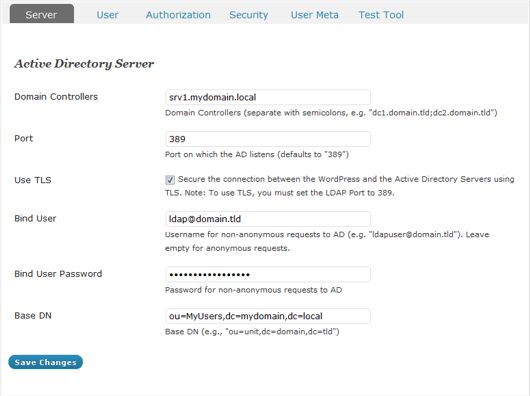 Server User Authorization Security User Meta Test Tool
Active Directory Server
Domain Controllers srv1.mydomain.local
Domain Controllers (separate with semicolons, e.g. "dc1.domain.tld;dc2.domain.tld")
Port 389
Port on which the AD listens (defaults to "389")
Use TLS Secure the connection between the WordPress and the Active Directory Servers using
TLS. Note: To use TLS, you must set the LDAP Port to 389.
Bind User ldap@domain.tld
Username for non-anonymous requests to AD (e.g. "ldapuser@domain.tld"). Leave
empty for anonymous requests.
Bind User Password •••••••••••••••••
Password for non-anonymous requests to AD
Base DN ou=MyUsers,dc=mydomain,dc=local
Base DN (e.g., "ou=unit,dc=domain,dc=tld")
Save Changes